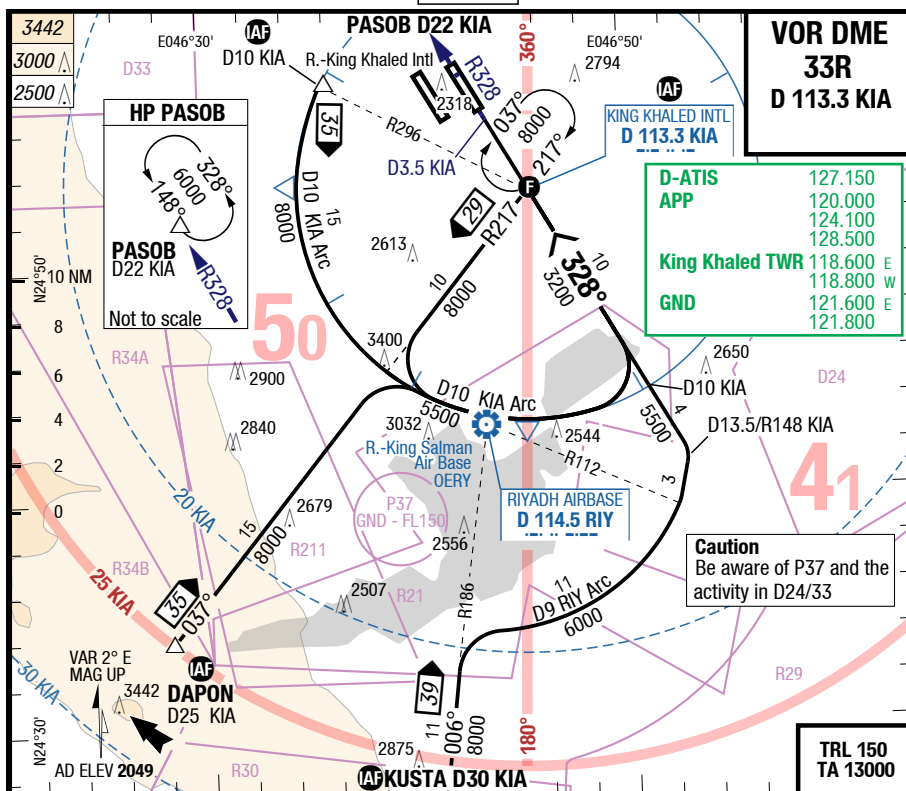 3442
3000
2500
E046°30'
IAF
D10 KIA
R.-King Khaled Intl
PASOB D22 KIA
R328
360°
E046°50'
2794
IAF
KING KHALED INTL
D 113.3 KIA
VOR DME
33R
D 113.3 KIA
D33
HP PASOB
328°
6000
148°
PASOB
D22 KIA
R328
Not to scale
35
R296
2318
D3.5 KIA
037°
8000
217°
F
D-ATIS 127.150
APP 120.000
124.100
128.500
King Khaled TWR 118.600 E
118.800 W
GND 121.600 E
121.800
D10 KIA Arc
15
8000
29
R217
10
8000
2613
328°
10
3200
N24°50'
10 NM
8
6
4
2
0
50
R34A
2900
2840
3400
D10 KIA Arc
5500
3032
R.-King Salman
Air Base
OERY
2544
R112
2650
D10 KIA
D24
4
5500
D13.5/R148 KIA
3
41
20 KIA
2679
15
8000
R211
P37
GND - FL150
2556
RIYADH AIRBASE
D 114.5 RIY
Caution
Be aware of P37 and the
activity in D24/33
R34B
25 KIA
35
037°
2507
R21
R186
11
D9 RIY Arc
6000
30 KIA
VAR 2° E
MAG UP
3442
IAF
DAPON
D25 KIA
39
11
006°
8000
180°
R29
N24°30'
AD ELEV 2049
R30
2875
IAF KUSTA D30 KIA
TRL 150
TA 13000